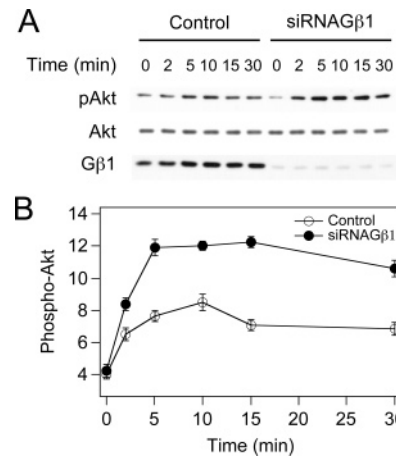 A
Control siRNAGβ1
Time (min) 0 2 5 10 15 30 0 2 5 10 15 30
pAkt
Akt
Gβ1
B
14
12
10
8
6
4
Phospho-Akt
Control
siRNAGβ1
0 5 10 15 20 25 30
Time (min)